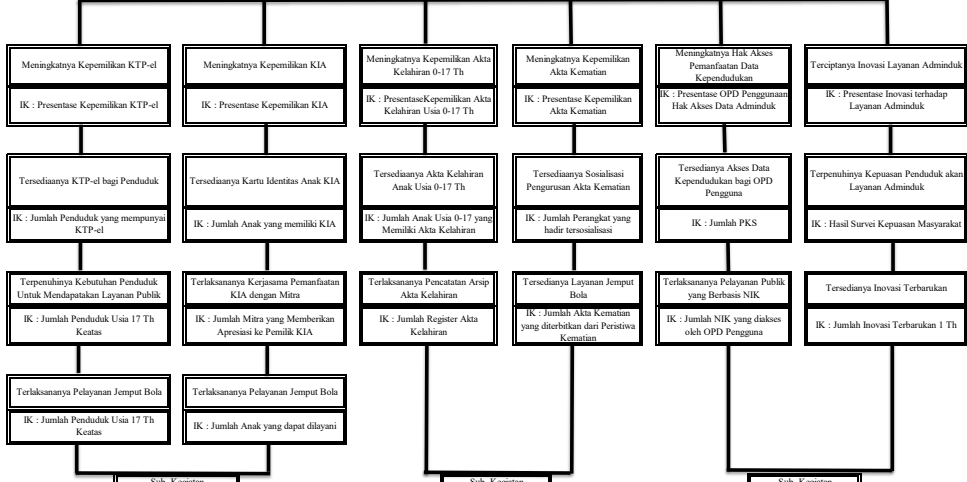 Meningkatnya Kepemilikan KTP-el
IK : Presentase Kepemilikan KTP-el
Meningkatnya Kepemilikan KIA
IK : Presentase Kepemilikan KIA
Meningkatnya Kepemilikan Akta
Kelahiran 0-17 Th
IK : PresentaseKepemilikan Akta
Kelahiran Usia 0-17 Th
Meningkatnya Kepemilikan
Akta Kematian
IK : Presentase Kepemilikan
Akta Kematian
Meningkatnya Hak Akses
Pemanfaatan Data
Kependudukan
IK : Presentase OPD Penggunaan
Hak Akses Data Adminduk
Terciptanya Inovasi Layanan Adminduk
IK : Presentase Inovasi terhadap
Layanan Adminduk
Tersediaanya KTP-el bagi Penduduk
IK : Jumlah Penduduk yang mempunyai
KTP-el
Tersediaanya Kartu Identitas Anak KIA
IK : Jumlah Anak yang memiliki KIA
Tersediaanya Akta Kelahiran
Anak Usia 0-17 Th
IK : Jumlah Anak Usia 0-17 yang
Memiliki Akta Kelahiran
Tersediaanya Sosialisasi
Pengurusan Akta Kematian
IK : Jumlah Perangkat yang
hadir tersosialisasi
Tersedianya Akses Data
Kependudukan bagi OPD
Pengguna
IK : Jumlah PKS
Terpenuhinya Kepuasan Penduduk akan
Layanan Adminduk
IK : Hasil Survei Kepuasan Masyarakat
Terpenuhinya Kebutuhan Penduduk
Untuk Mendapatakan Layanan Publik
IK : Jumlah Penduduk Usia 17 Th
Keatas
Terlaksananya Kerjasama Pemanfaatan
KIA dengan Mitra
IK : Jumlah Mitra yang Memberikan
Apresiasi ke Pemilik KIA
Terlaksananya Pencatatan Arsip
Akta Kelahiran
IK : Jumlah Register Akta
Kelahiran
Tersedianya Layanan Jemput
Bola
IK : Jumlah Akta Kematian
yang diterbitkan dari Peristiwa
Kematian
Terlaksananya Pelayanan Publik
yang Berbasis NIK
IK : Jumlah NIK yang diakses
oleh OPD Pengguna
Tersedianya Inovasi Terbarukan
IK : Jumlah Inovasi Terbarukan 1 Th
Terlaksananya Pelayanan Jemput Bola
IK : Jumlah Penduduk Usia 17 Th
Keatas
Terlaksananya Pelayanan Jemput Bola
IK : Jumlah Anak yang dapat dilayani
Sub Kegiatan
Sub Kegiatan
Sub Kegiatan